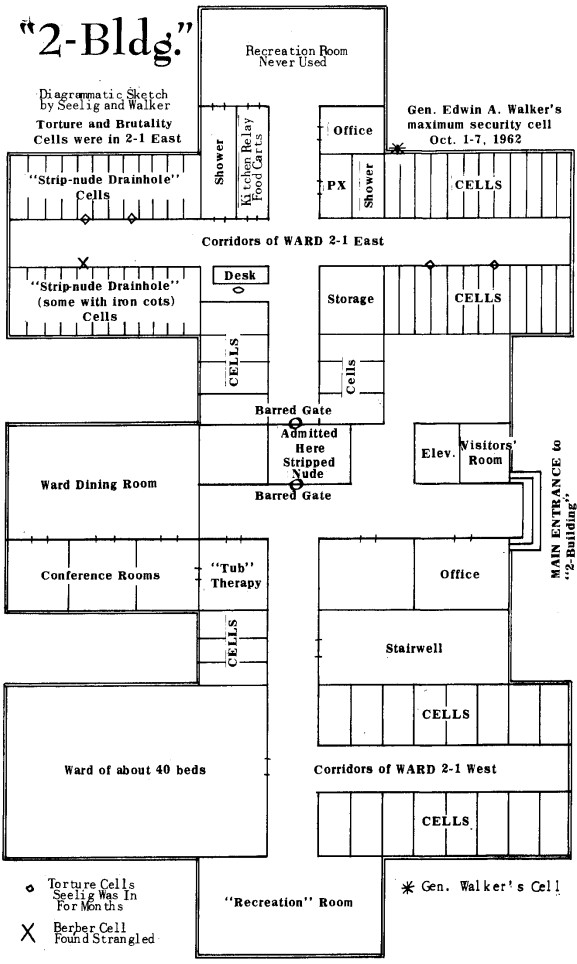 "2-Bldg."
Recreation Room
Never Used
Diagrammatic Sketch
by Seelig and Walker
Torture and Brutality
Cells were in 2-1 East
Gen. Edwin A. Walker's
maximum security cell
Oct. 1-7, 1962
Shower
Kitchen Relay
Food Carts
Office
PX
Shower
CELLS
"Strip-nude Drainhole"
Cells
Corridors of WARD 2-1 East
"Strip-nude Drainhole"
(some with iron cots)
Cells
Desk
Storage
CELLS
CELLS
Cells
Barred Gate
Admitted
Here
Stripped
Nude
Barred Gate
Elev.
Visitors'
Room
Ward Dining Room
MAIN ENTRANCE to
"2-Building"
Conference Rooms
"Tub"
Therapy
Office
CELLS
Stairwell
CELLS
Ward of about 40 beds
Corridors of WARD 2-1 West
CELLS
Torture Cells
Seelig Was In
For Months
Berber Cell
Found Strangled
"Recreation" Room
Gen. Walker's Cell